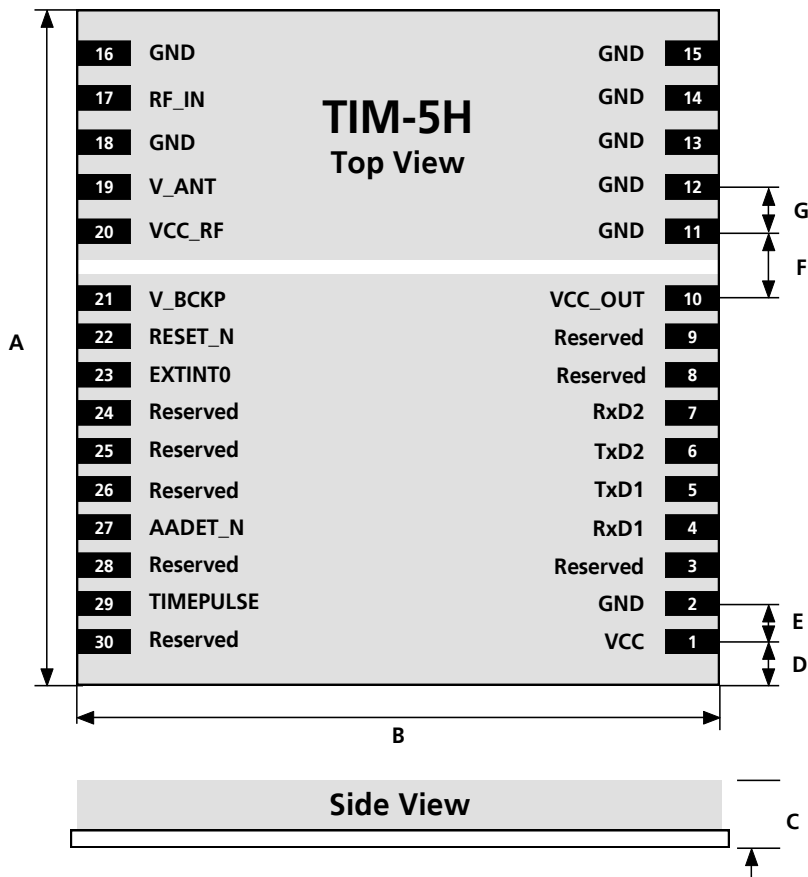 16 GND GND 15
17 RF_IN TIM-5H GND 14
18 GND Top View GND 13
19 V_ANT GND 12
G
20 VCC_RF GND 11
F
21 V_BCKP VCC_OUT 10
A
22 RESET_N Reserved 9
23 EXTINT0 Reserved 8
24 Reserved RxD2 7
25 Reserved TxD2 6
26 Reserved TxD1 5
27 AADET_N RxD1 4
28 Reserved Reserved 3
29 TIMEPULSE GND 2
E
30 Reserved VCC 1
D
B
Side View
C